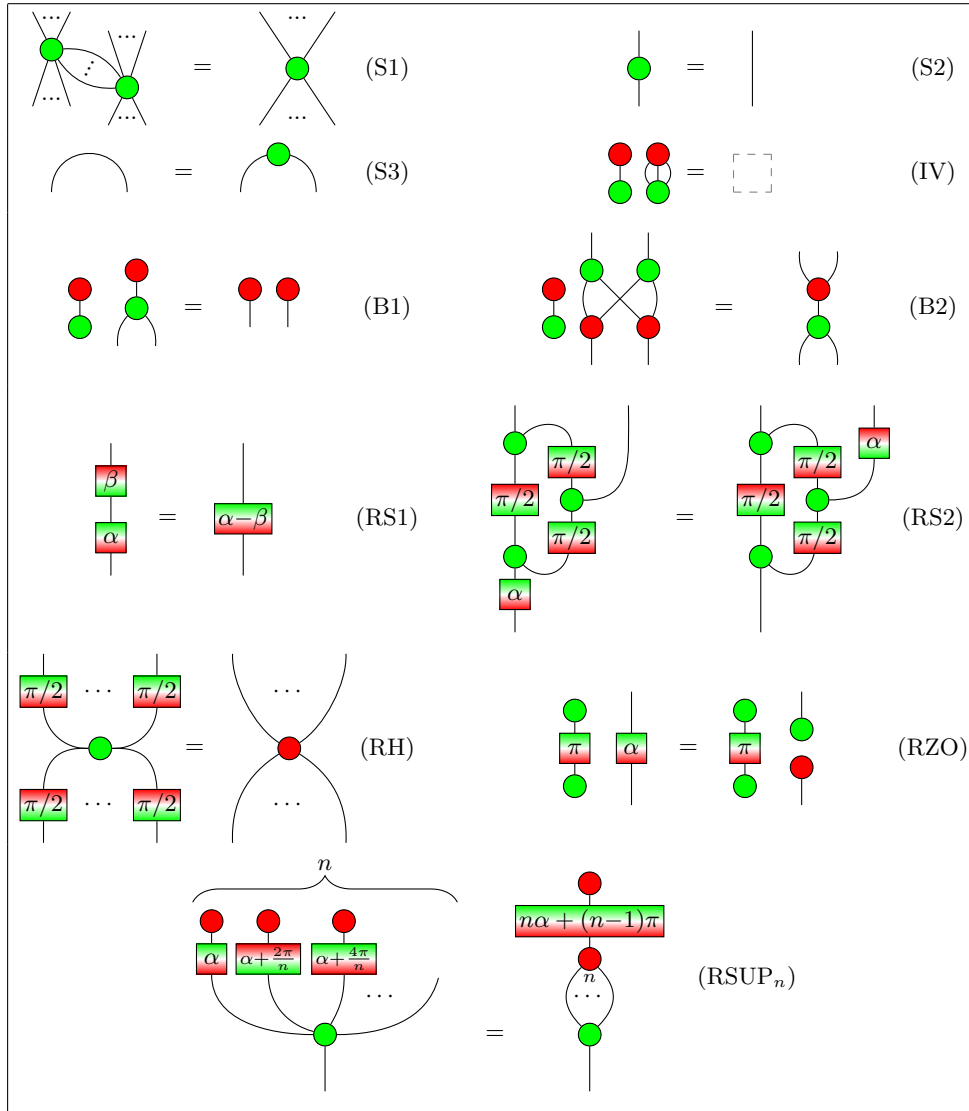 ... ... ... = ... ... (S1)
= (S2)
= (S3)
= (IV)
= (B1)
= (B2)
β α = α−β (RS1)
π/2 π/2 π/2 α = α π/2 π/2 π/2 (RS2)
π/2 ··· π/2 π/2 ··· π/2 = ··· ··· (RH)
π α = π (RZO)
n
α α+2π/n α+4π/n ··· = nα + (n−1)π n ··· (RSUPₙ)